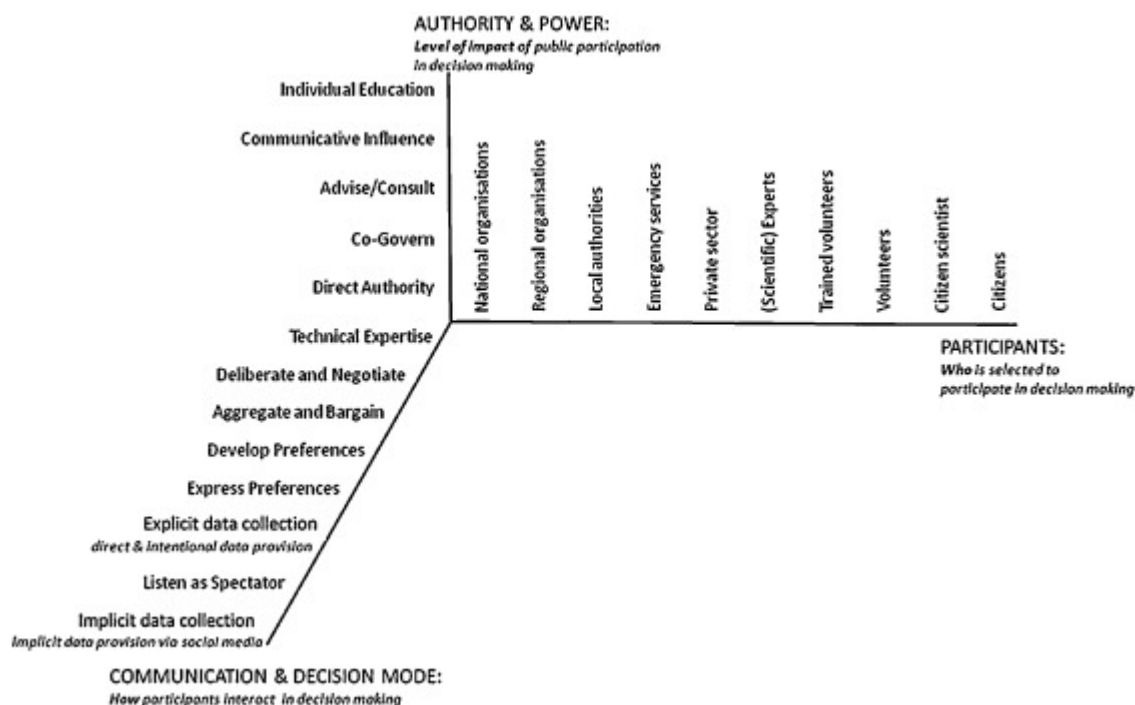 AUTHORITY & POWER:
Level of impact of public participation
in decision making
Individual Education
Communicative Influence
Advise/Consult
Co-Govern
Direct Authority
National organisations
Regional organisations
Local authorities
Emergency services
Private sector
(Scientific) Experts
Trained volunteers
Volunteers
Citizen scientist
Citizens
PARTICIPANTS:
Who is selected to
participate in decision making
Technical Expertise
Deliberate and Negotiate
Aggregate and Bargain
Develop Preferences
Express Preferences
Explicit data collection
direct & intentional data provision
Listen as Spectator
Implicit data collection
Implicit data provision via social media
COMMUNICATION & DECISION MODE:
How participants interact in decision making